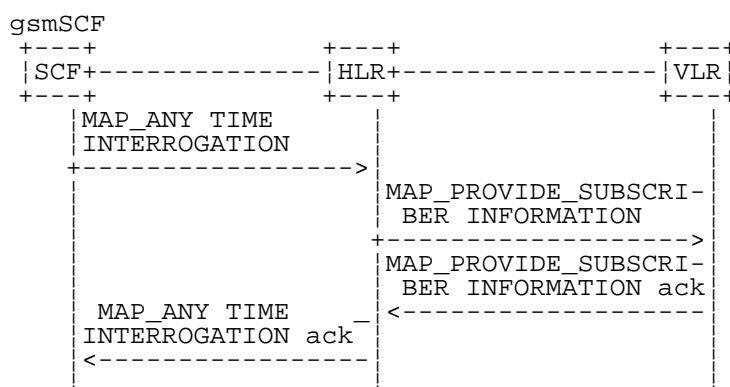 gsmSCF
SCF HLR VLR
MAP_ANY TIME
INTERROGATION
MAP_PROVIDE_SUBSCRI-
BER INFORMATION
MAP_PROVIDE_SUBSCRI-
BER INFORMATION ack
MAP_ANY TIME _
INTERROGATION ack